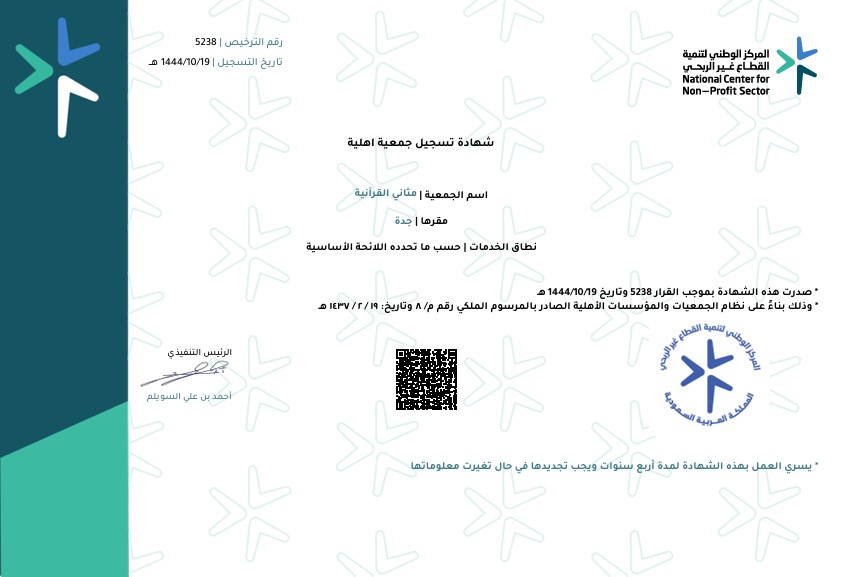 رقم الترخيص | 5238
تاريخ التسجيل | 1444/10/19 هـ
المركز الوطني لتنمية
القطاع غير الربحي
National Center for
Non–Profit Sector
شهادة تسجيل جمعية اهلية
اسم الجمعية | مثاني القرآنية
مقرها | جدة
نطاق الخدمات | حسب ما تحدده اللائحة الأساسية
* صدرت هذه الشهادة بموجب القرار 5238 وتاريخ 1444/10/19 هـ
* وذلك بناءً على نظام الجمعيات والمؤسسات الأهلية الصادر بالمرسوم الملكي رقم م/ ٨ وتاريخ: ١٩ / ٢ / ١٤٣٧ هـ
الرئيس التنفيذي
أحمد بن علي السويلم
المركز الوطني لتنمية القطاع غير الربحي
المملكة العربية السعودية
* يسري العمل بهذه الشهادة لمدة أربع سنوات ويجب تجديدها في حال تغيرت معلوماتها